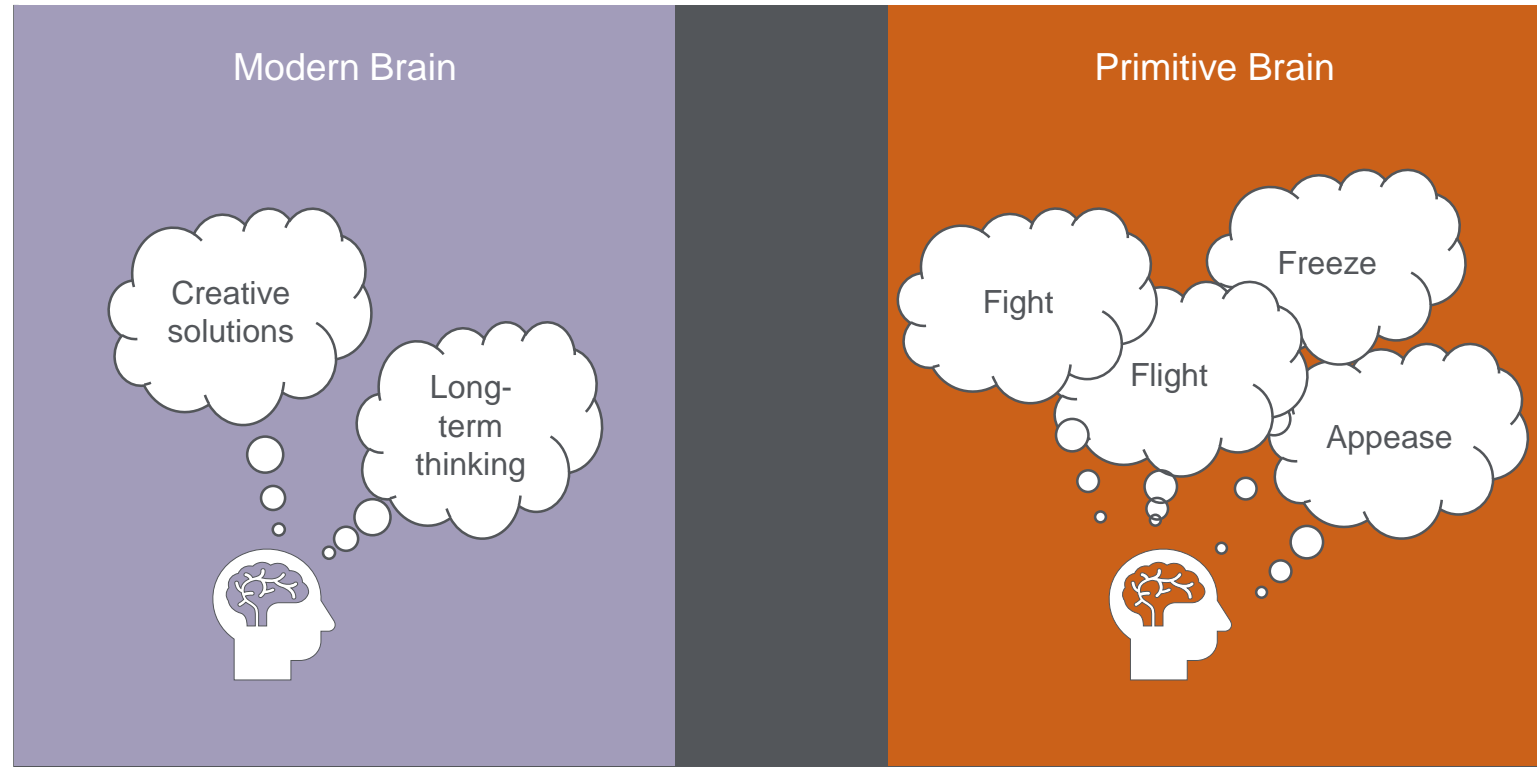 Modern Brain
Creative
solutions
Long-
term
thinking
Primitive Brain
Fight
Flight
Freeze
Appease